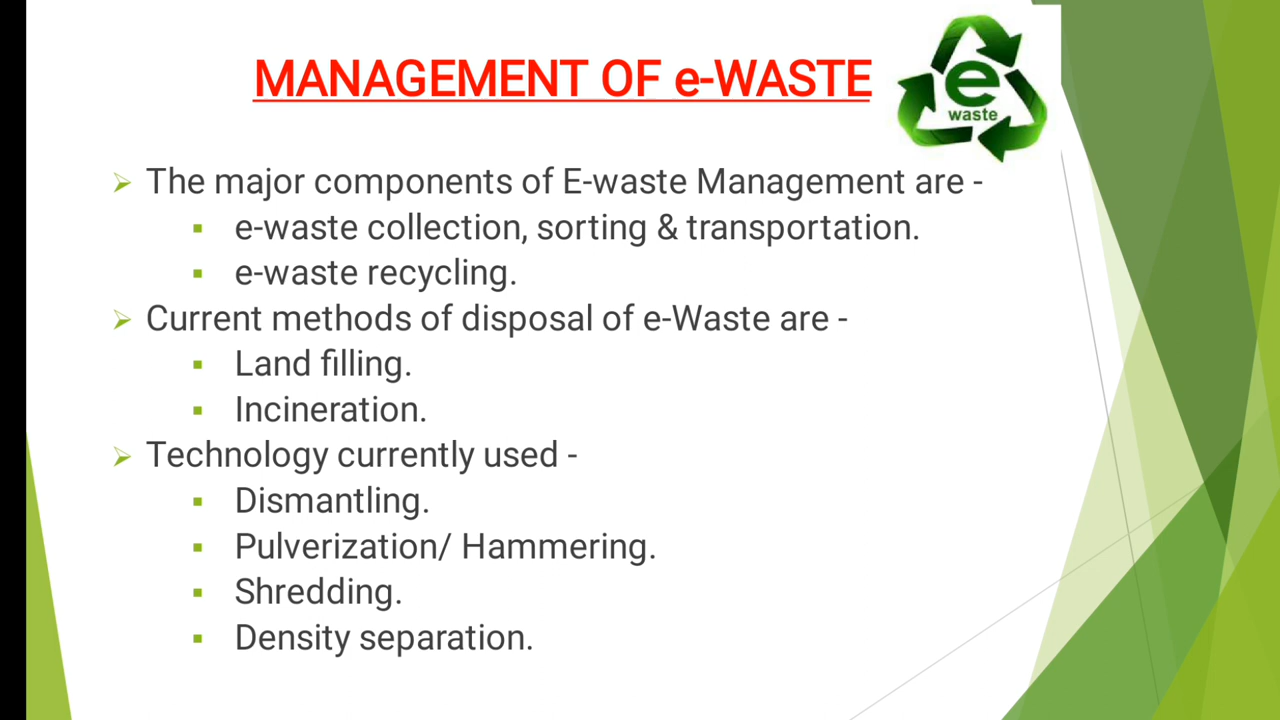 MANAGEMENT OF e-WASTE
e
waste
The major components of E-waste Management are -
e-waste collection, sorting & transportation.
e-waste recycling.
Current methods of disposal of e-Waste are -
Land filling.
Incineration.
Technology currently used -
Dismantling.
Pulverization/ Hammering.
Shredding.
Density separation.